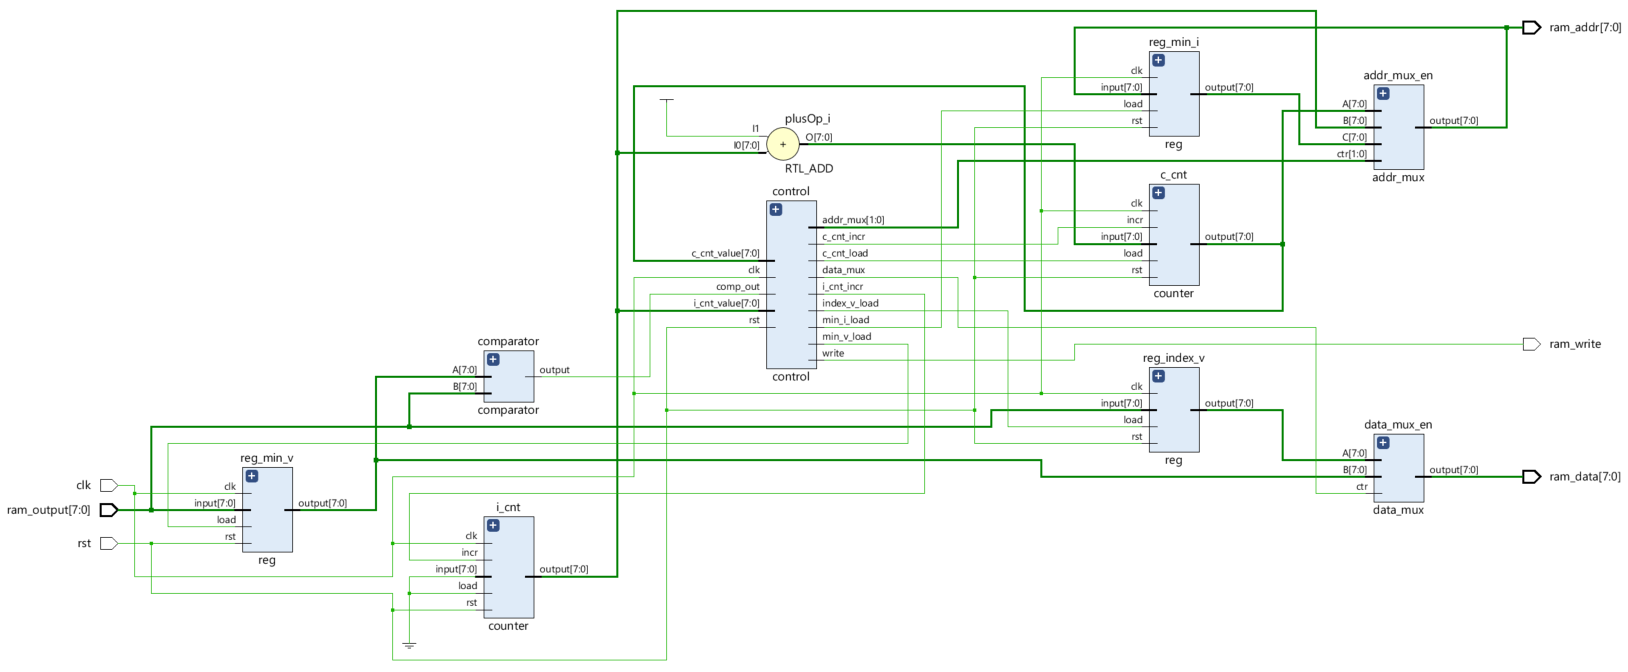 ram_addr[7:0]
reg_min_i
clk
input[7:0]
load
rst
output[7:0]
reg
addr_mux_en
A[7:0]
B[7:0]
C[7:0]
ctr[1:0]
output[7:0]
addr_mux
plusOp_i
I1
I0[7:0]
O[7:0]
+
RTL_ADD
c_cnt
clk
incr
input[7:0]
load
rst
output[7:0]
counter
control
c_cnt_value[7:0]
clk
comp_out
i_cnt_value[7:0]
rst
addr_mux[1:0]
c_cnt_incr
c_cnt_load
data_mux
i_cnt_incr
index_v_load
min_i_load
min_v_load
write
control
ram_write
comparator
A[7:0]
B[7:0]
output
comparator
reg_index_v
clk
input[7:0]
load
rst
output[7:0]
reg
data_mux_en
A[7:0]
B[7:0]
ctr
output[7:0]
data_mux
ram_data[7:0]
clk
ram_output[7:0]
rst
reg_min_v
clk
input[7:0]
load
rst
output[7:0]
reg
i_cnt
clk
incr
input[7:0]
load
rst
output[7:0]
counter